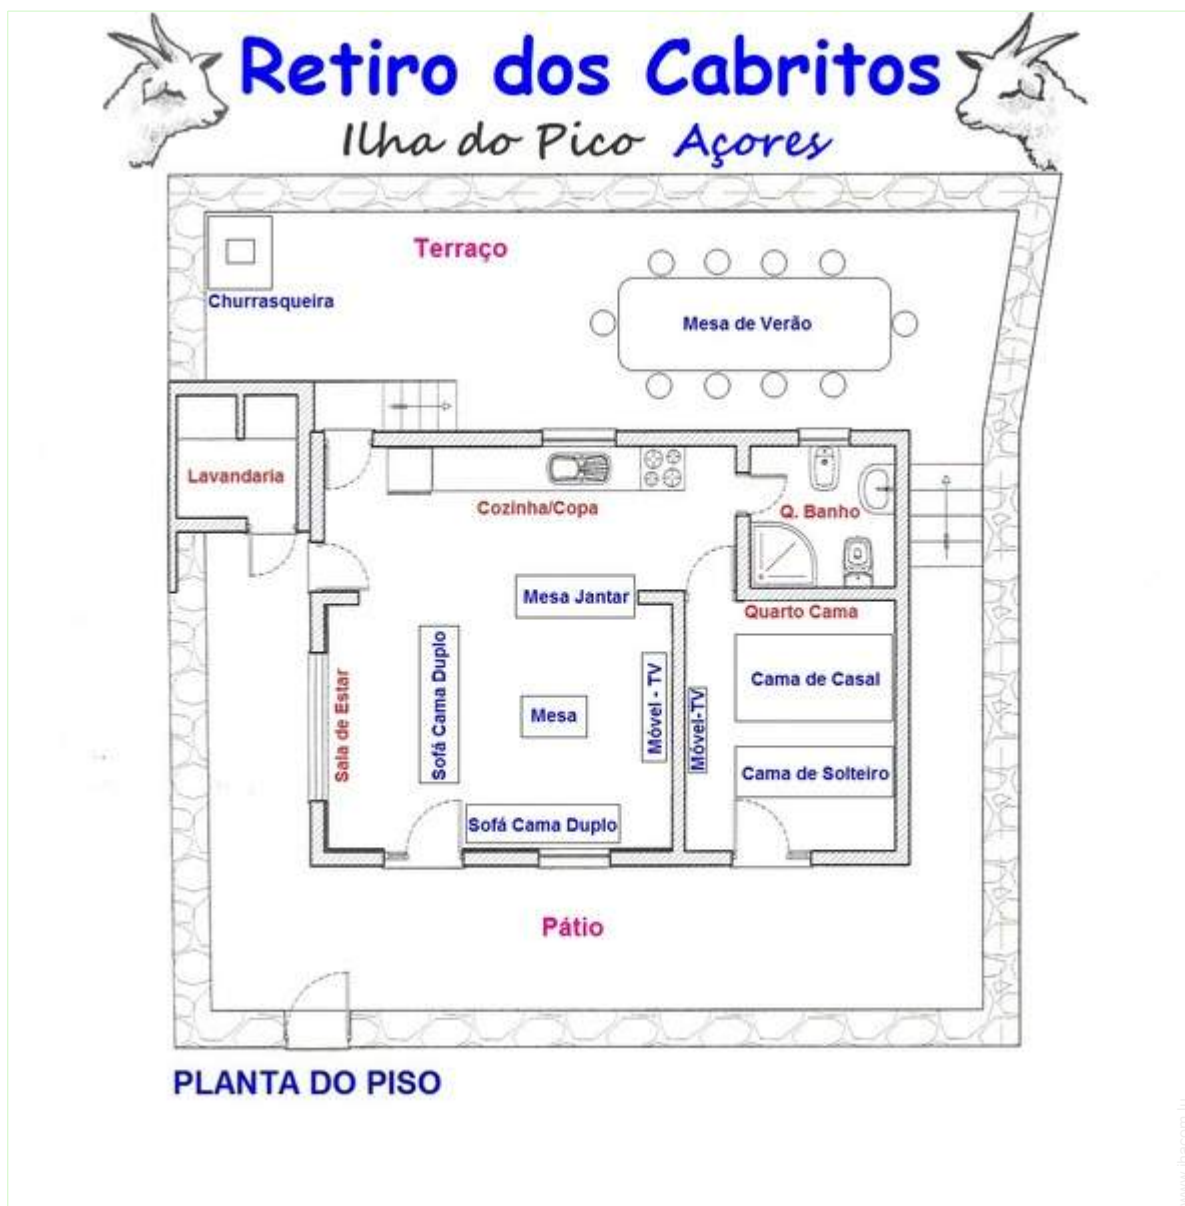 Retiro dos Cabritos
Ilha do Pico Açores
Terraço
Churrasqueira
Mesa de Verão
Lavandaria
Cozinha/Copa
Q. Banho
Mesa Jantar
Quarto Cama
Sala de Estar
Sofá Cama Duplo
Mesa
Móvel - TV
Móvel-TV
Cama de Casal
Cama de Solteiro
Sofá Cama Duplo
Pátio
PLANTA DO PISO